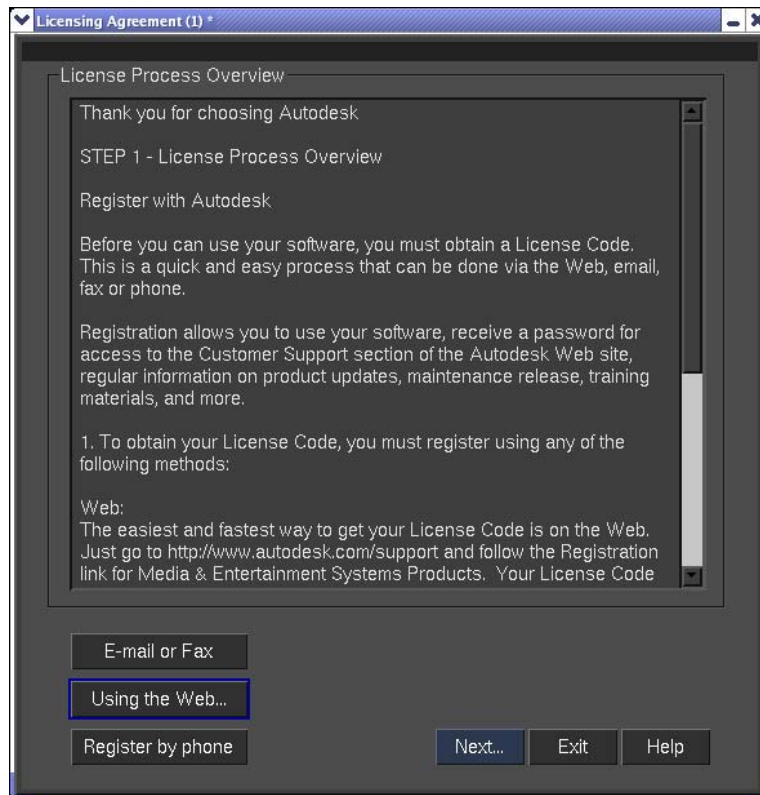 Licensing Agreement (1) *
License Process Overview
Thank you for choosing Autodesk
STEP 1 - License Process Overview
Register with Autodesk
Before you can use your software, you must obtain a License Code.
This is a quick and easy process that can be done via the Web, email,
fax or phone.
Registration allows you to use your software, receive a password for
access to the Customer Support section of the Autodesk Web site,
regular information on product updates, maintenance release, training
materials, and more.
1. To obtain your License Code, you must register using any of the
following methods:
Web:
The easiest and fastest way to get your License Code is on the Web.
Just go to http://www.autodesk.com/support and follow the Registration
link for Media & Entertainment Systems Products.  Your License Code
E-mail or Fax
Using the Web...
Register by phone
Next...
Exit
Help